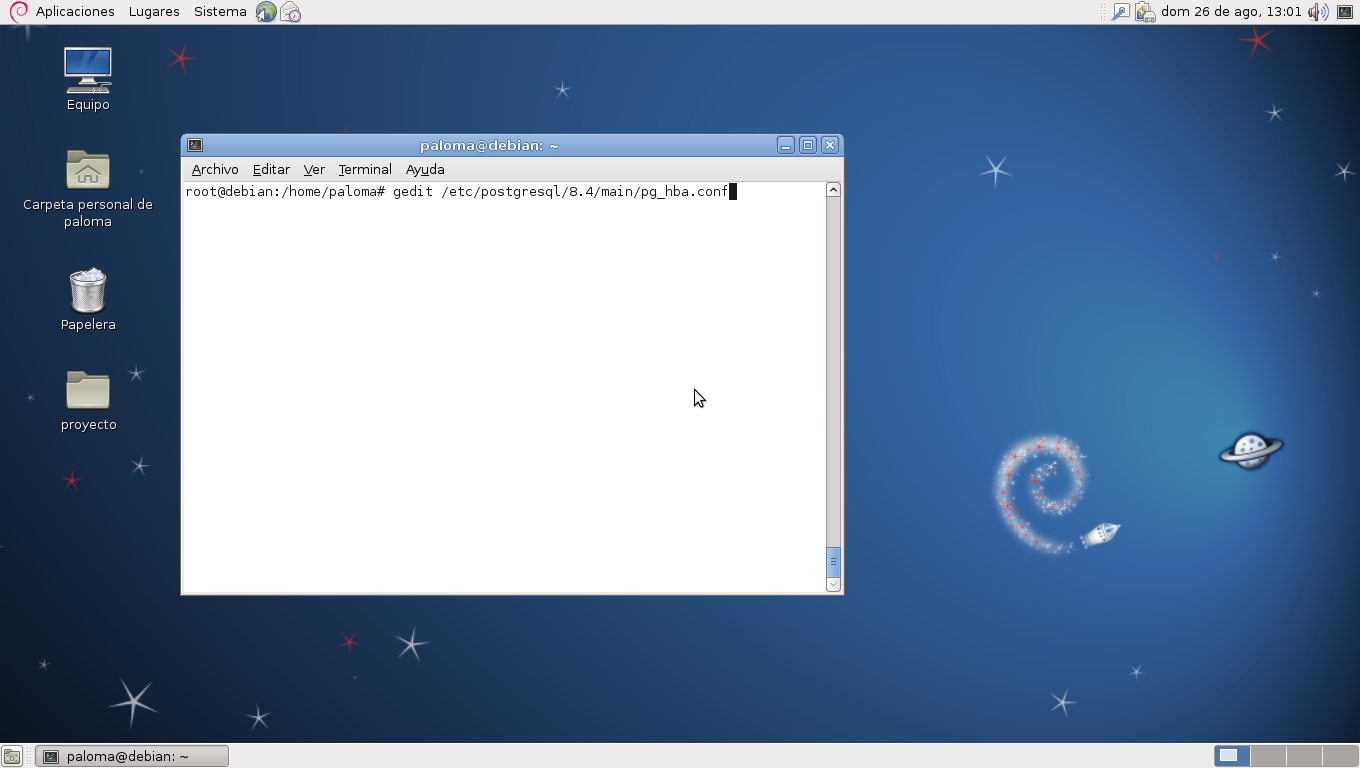 Aplicaciones Lugares Sistema dom 26 de ago, 13:01
Equipo
Carpeta personal de
paloma
Papelera
proyecto
paloma@debian: ~
Archivo Editar Ver Terminal Ayuda
root@debian:/home/paloma# gedit /etc/postgresql/8.4/main/pg_hba.conf
paloma@debian: ~